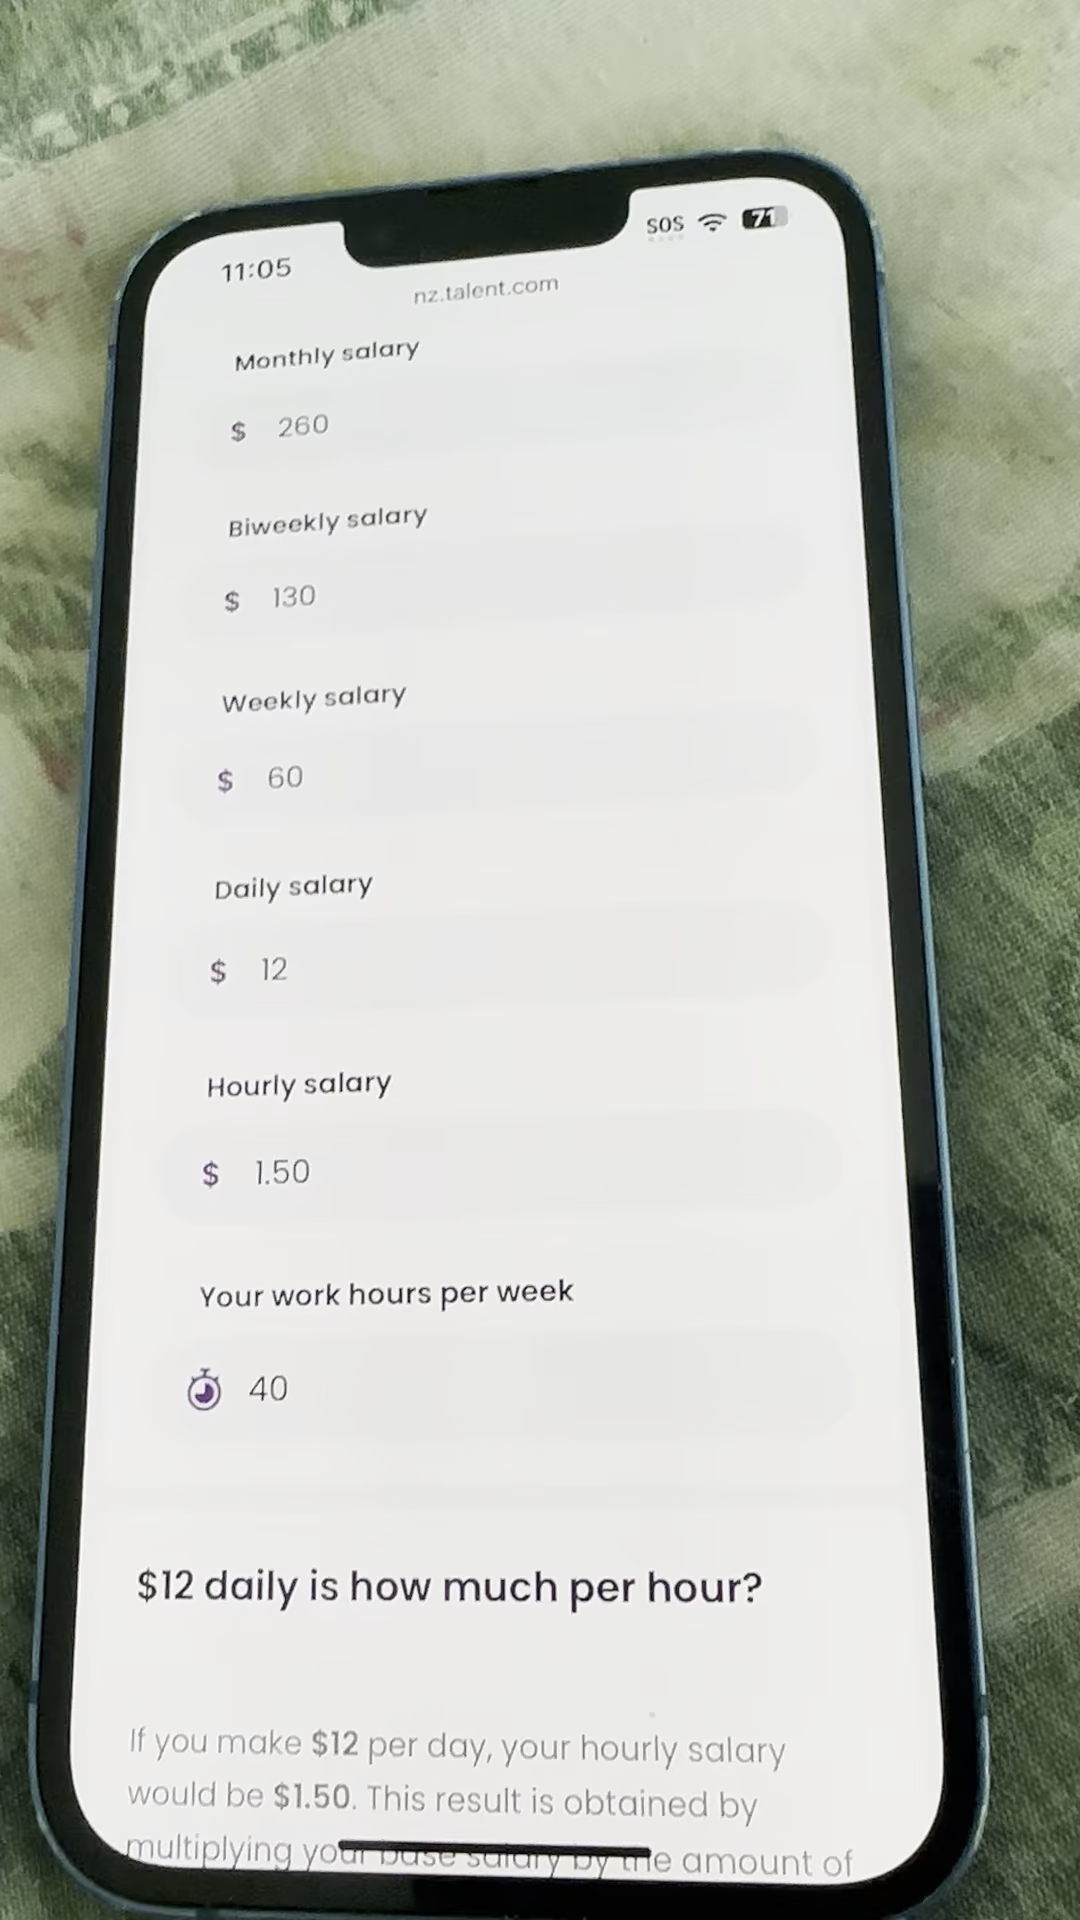 11:05
SOS
71
nz.talent.com
Monthly salary
$ 260
Biweekly salary
$ 130
Weekly salary
$ 60
Daily salary
$ 12
Hourly salary
$ 1.50
Your work hours per week
40
$12 daily is how much per hour?
If you make $12 per day, your hourly salary
would be $1.50. This result is obtained by
multiplying your base salary by the amount of